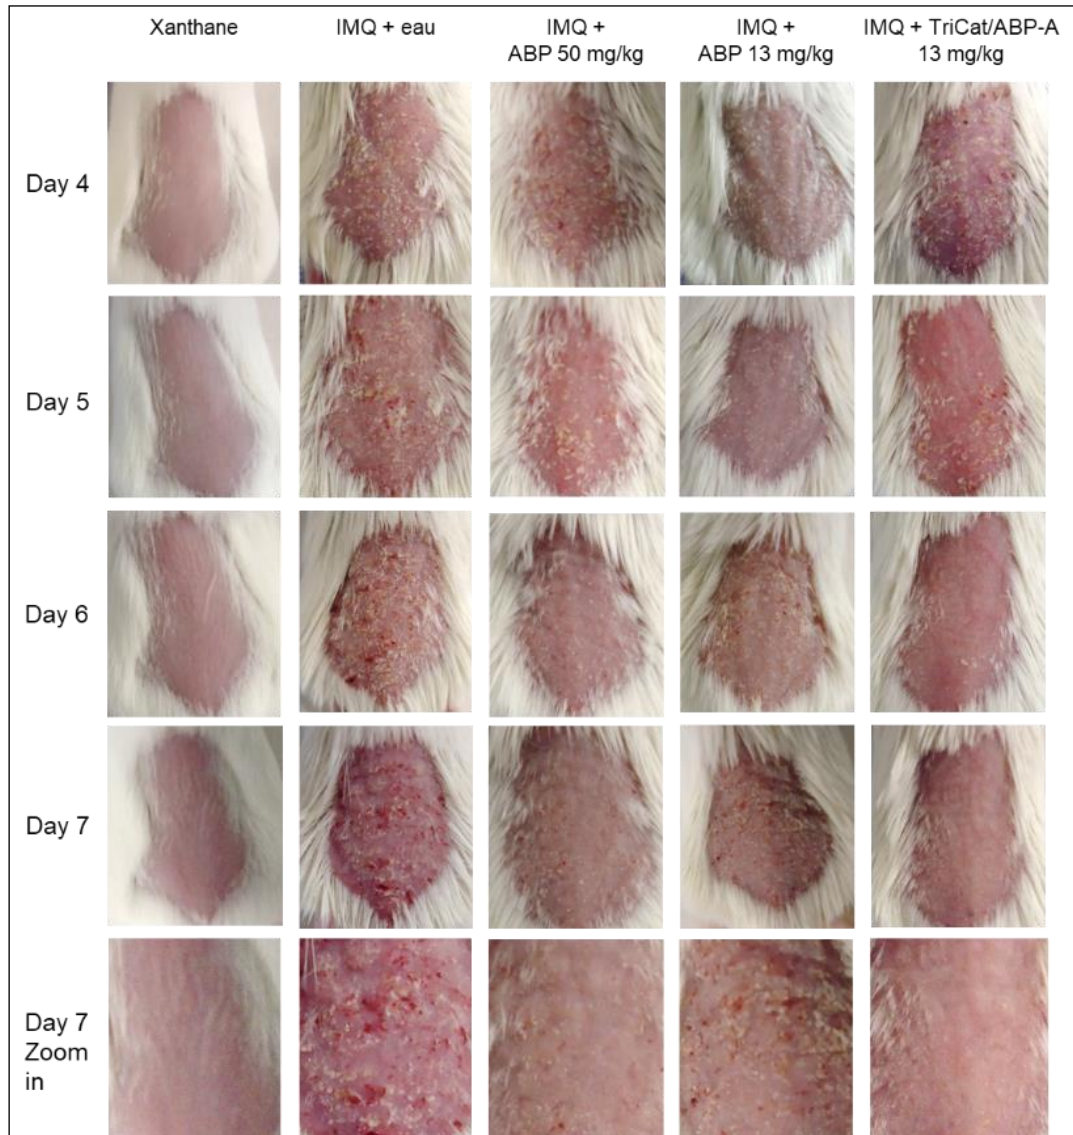 Xanthane
IMQ + eau
IMQ +
ABP 50 mg/kg
IMQ +
ABP 13 mg/kg
IMQ + TriCat/ABP-A
13 mg/kg
Day 4
Day 5
Day 6
Day 7
Day 7
Zoom
in